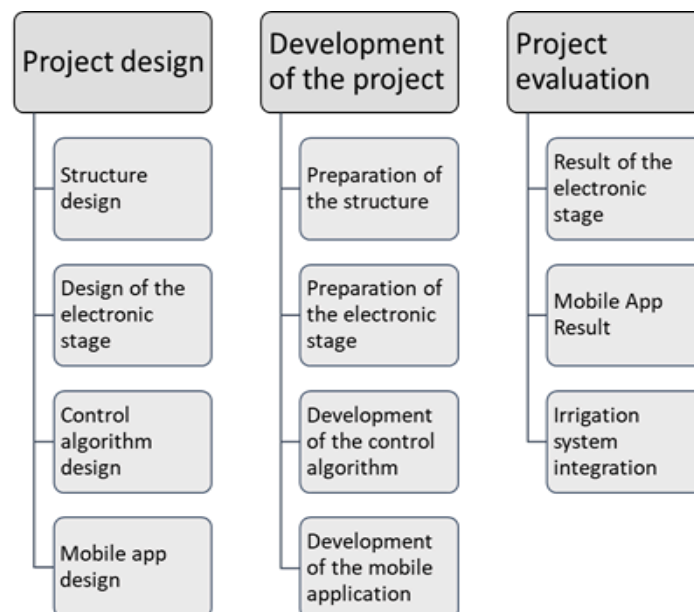 Project design
Structure
design
Design of the
electronic
stage
Control
algorithm
design
Mobile app
design
Development
of the project
Preparation of
the structure
Preparation of
the electronic
stage
Development
of the control
algorithm
Development
of the mobile
application
Project
evaluation
Result of the
electronic
stage
Mobile App
Result
Irrigation
system
integration